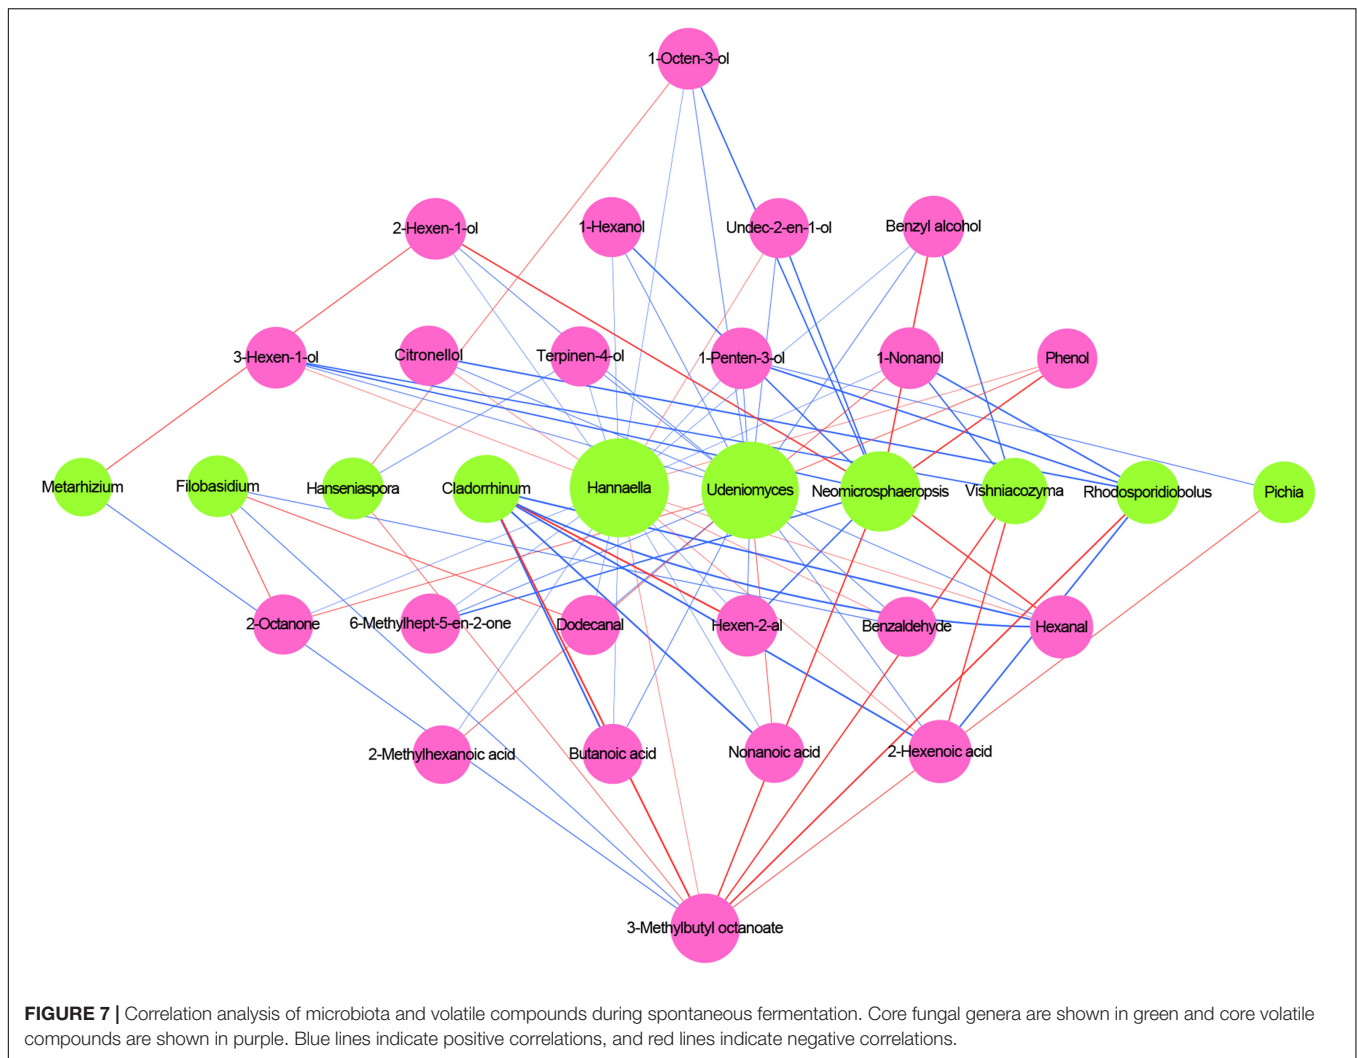 1-Octen-3-ol
2-Hexen-1-ol
1-Hexanol
Undec-2-en-1-ol
Benzyl alcohol
3-Hexen-1-ol
Citronellol
Terpinen-4-ol
1-Penten-3-ol
1-Nonanol
Phenol
Metarhizium
Filobasidium
Hanseniaspora
Cladorrhinum
Hannaella
Udeniomyces
Neomicrosphaeropsis
Vishniacozyma
Rhodosporidiobolus
Pichia
2-Octanone
6-Methylhept-5-en-2-one
Dodecanal
Hexen-2-al
Benzaldehyde
Hexanal
2-Methylhexanoic acid
Butanoic acid
Nonanoic acid
2-Hexenoic acid
3-Methylbutyl octanoate
FIGURE 7 | Correlation analysis of microbiota and volatile compounds during spontaneous fermentation. Core fungal genera are shown in green and core volatile
compounds are shown in purple. Blue lines indicate positive correlations, and red lines indicate negative correlations.